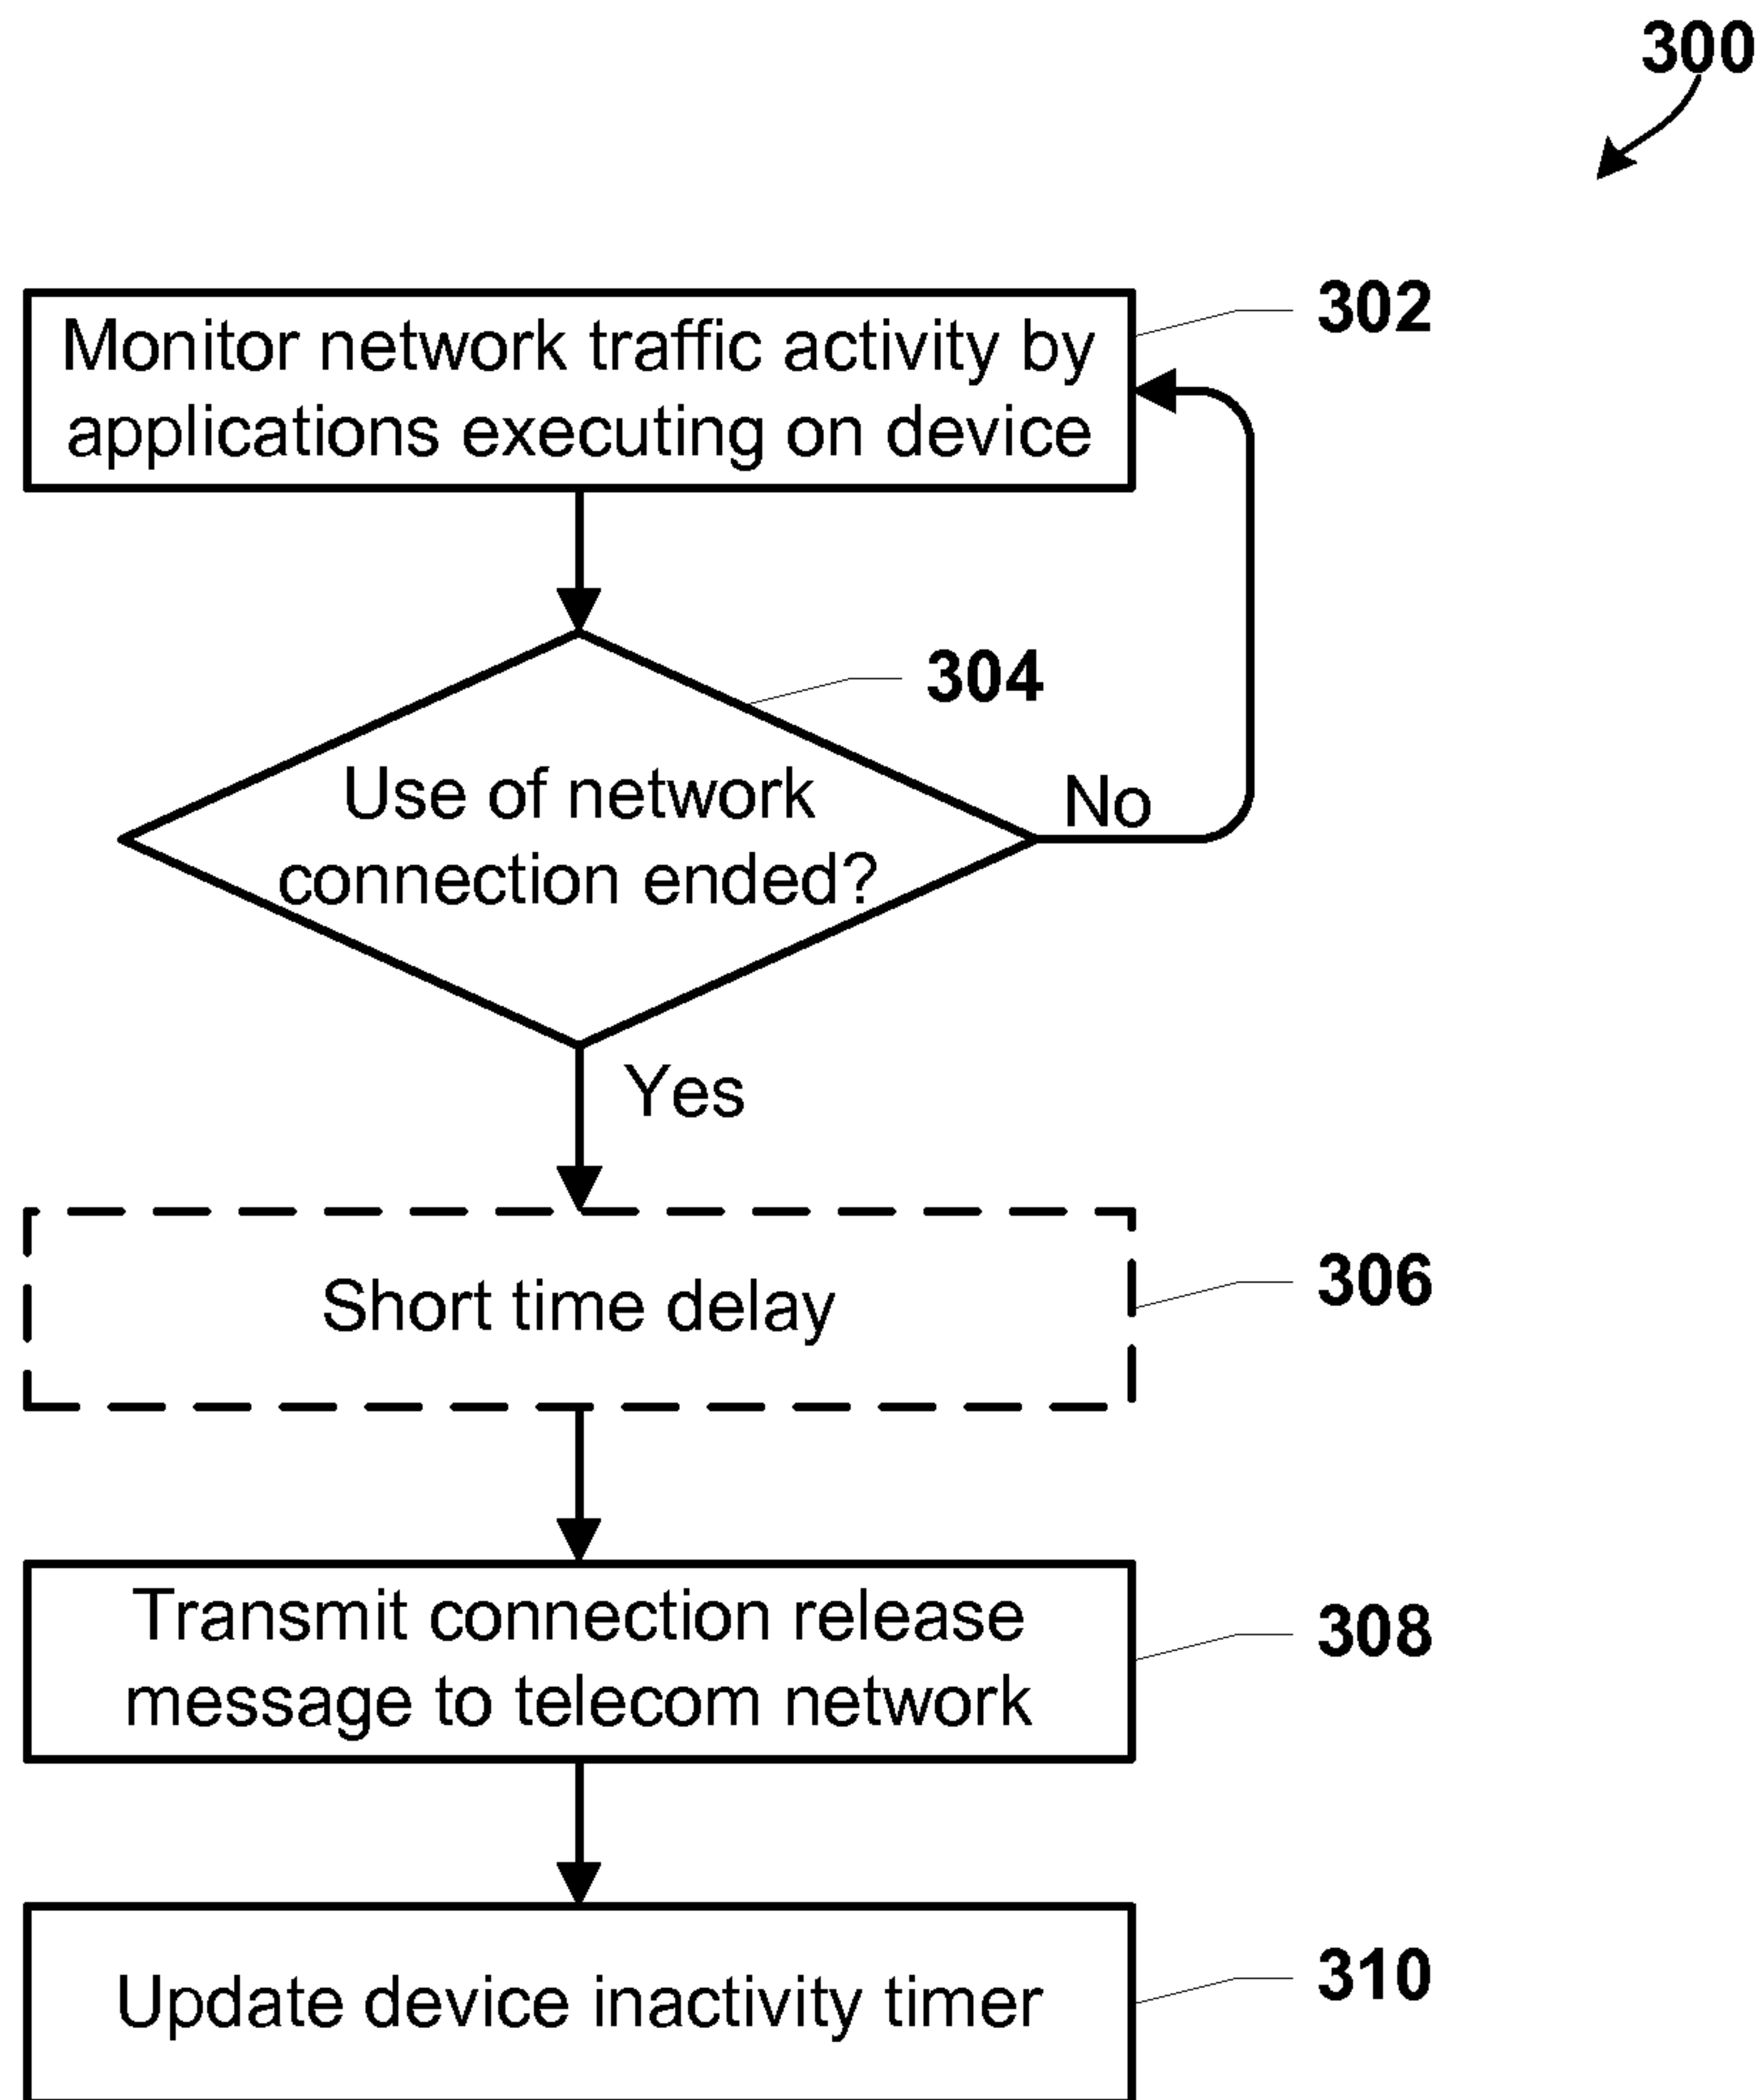 300
Monitor network traffic activity by
applications executing on device
302
304
Use of network
connection ended?
No
Yes
Short time delay
306
Transmit connection release
message to telecom network
308
Update device inactivity timer
310